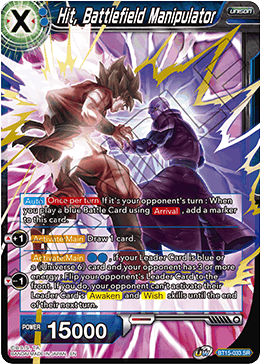 X
Hit, Battlefield Manipulator
UNISON
Auto Once per turn If it's your opponent's turn : When
you play a blue Battle Card using Arrival, add a marker
to this card.
+1 Activate:Main Draw 1 card.
Activate:Main , if your Leader Card is blue or
a ‹Universe 6› card and your opponent has 3 or more
energy : Flip your opponent's Leader Card to the
front. If you do, your opponent can't activate their
Leader Card's Awaken and Wish skills until the end
of their next turn.
POWER 15000
BT15-033 SR